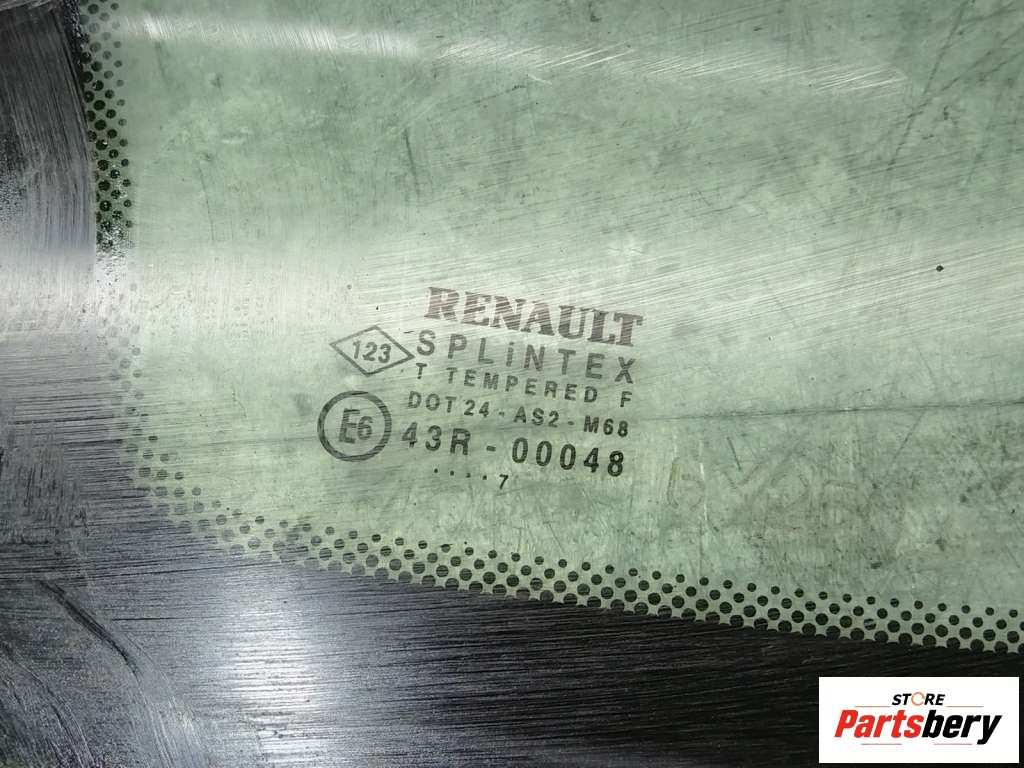 RENAULT
123 SPLiNTEX
T TEMPERED F
DOT 24 - AS2 - M68
E6 43R - 00048
....7
STORE
Partsbery